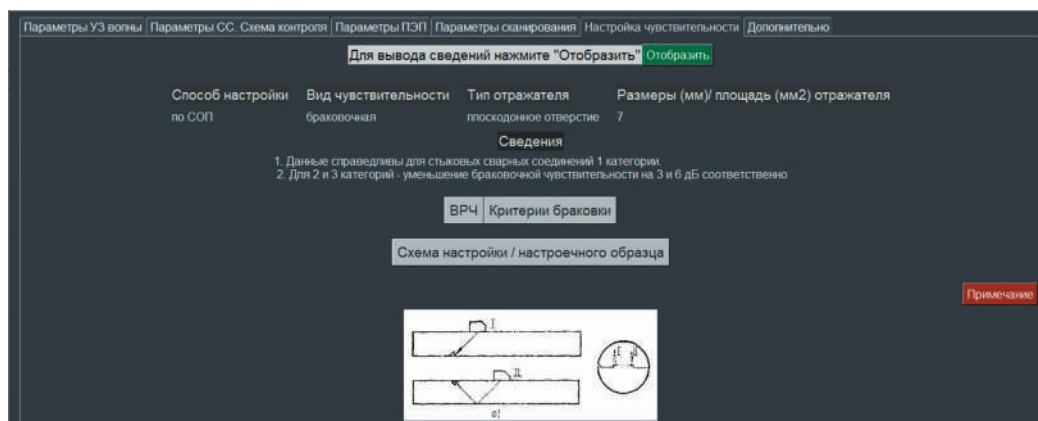 Параметры УЗ волны Параметры СС. Схема контроля Параметры ПЭП Параметры сканирования Настройка чувствительности Дополнительно
Для вывода сведений нажмите "Отобразить" Отобразить
Способ настройки Вид чувствительности Тип отражателя Размеры (мм)/ площадь (мм2) отражателя
по СОП браковочная плоскодонное отверстие 7
Сведения
1. Данные справедливы для стыковых сварных соединений 1 категории.
2. Для 2 и 3 категорий - уменьшение браковочной чувствительности на 3 и 6 дБ соответственно
ВРЧ Критерии браковки
Схема настройки / настроечного образца
Примечание
I
II